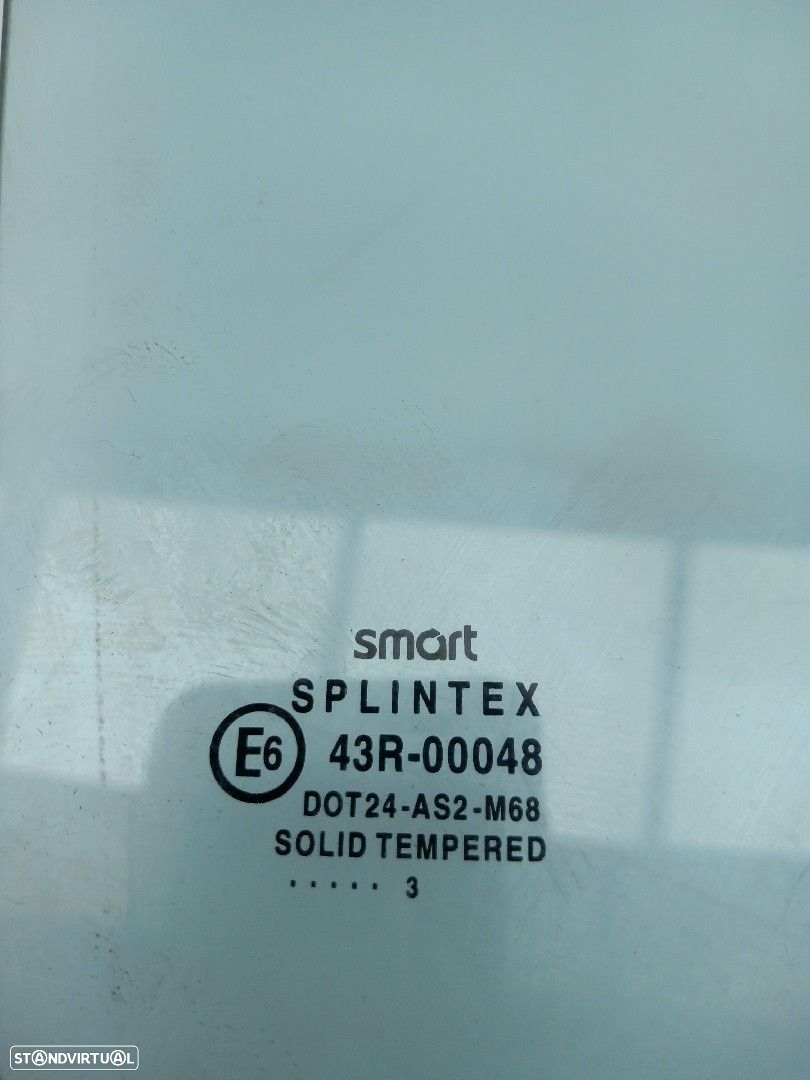 smart
SPLINTEX
E6 43R-00048
DOT24-AS2-M68
SOLID TEMPERED
. . . . . 3
STANDVIRTUAL